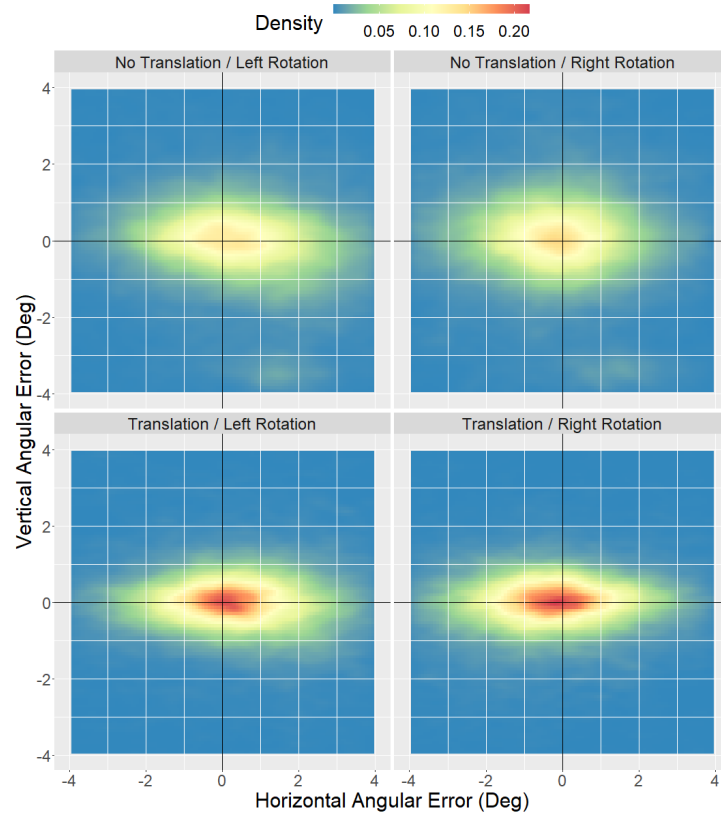 Density
0.05 0.10 0.15 0.20
No Translation / Left Rotation
No Translation / Right Rotation
4
2
0
-2
-4
Translation / Left Rotation
Translation / Right Rotation
4
2
0
-2
-4
Vertical Angular Error (Deg)
-4 -2 0 2 4 -4 -2 0 2 4
Horizontal Angular Error (Deg)